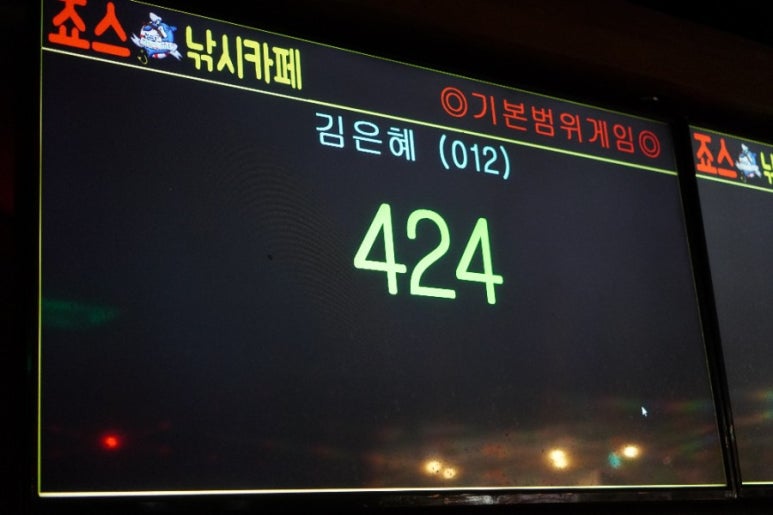 죠스 낚시카페
◎기본범위게임◎
김은혜 (012)
424
죠스 낚